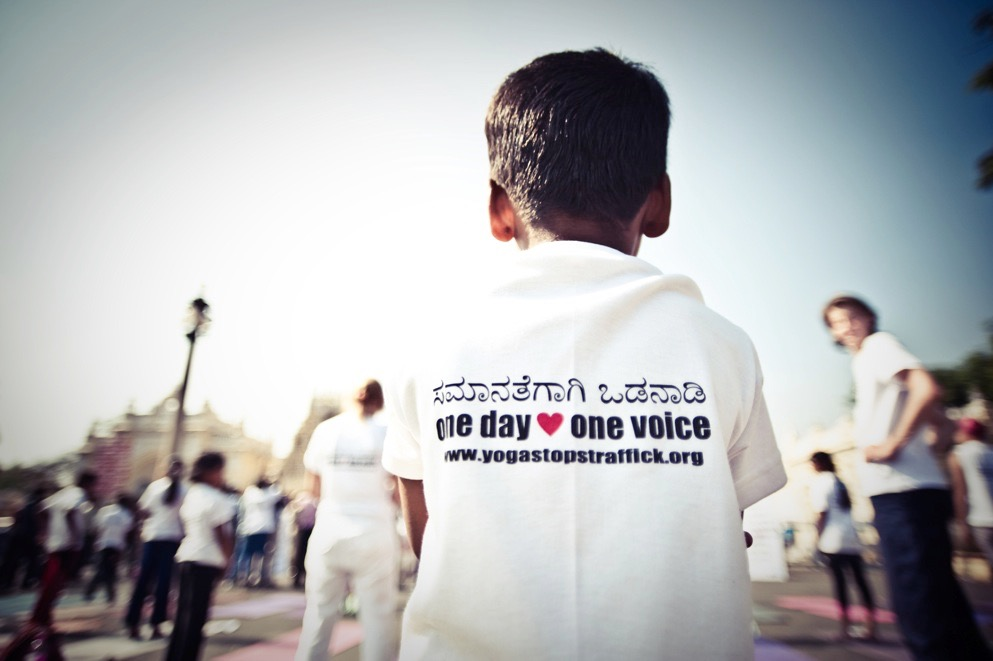 ಸಮಾನತೆಗಾಗಿ ಒಡನಾಡಿ
one day ♥ one voice
www.yogastopstraffick.org